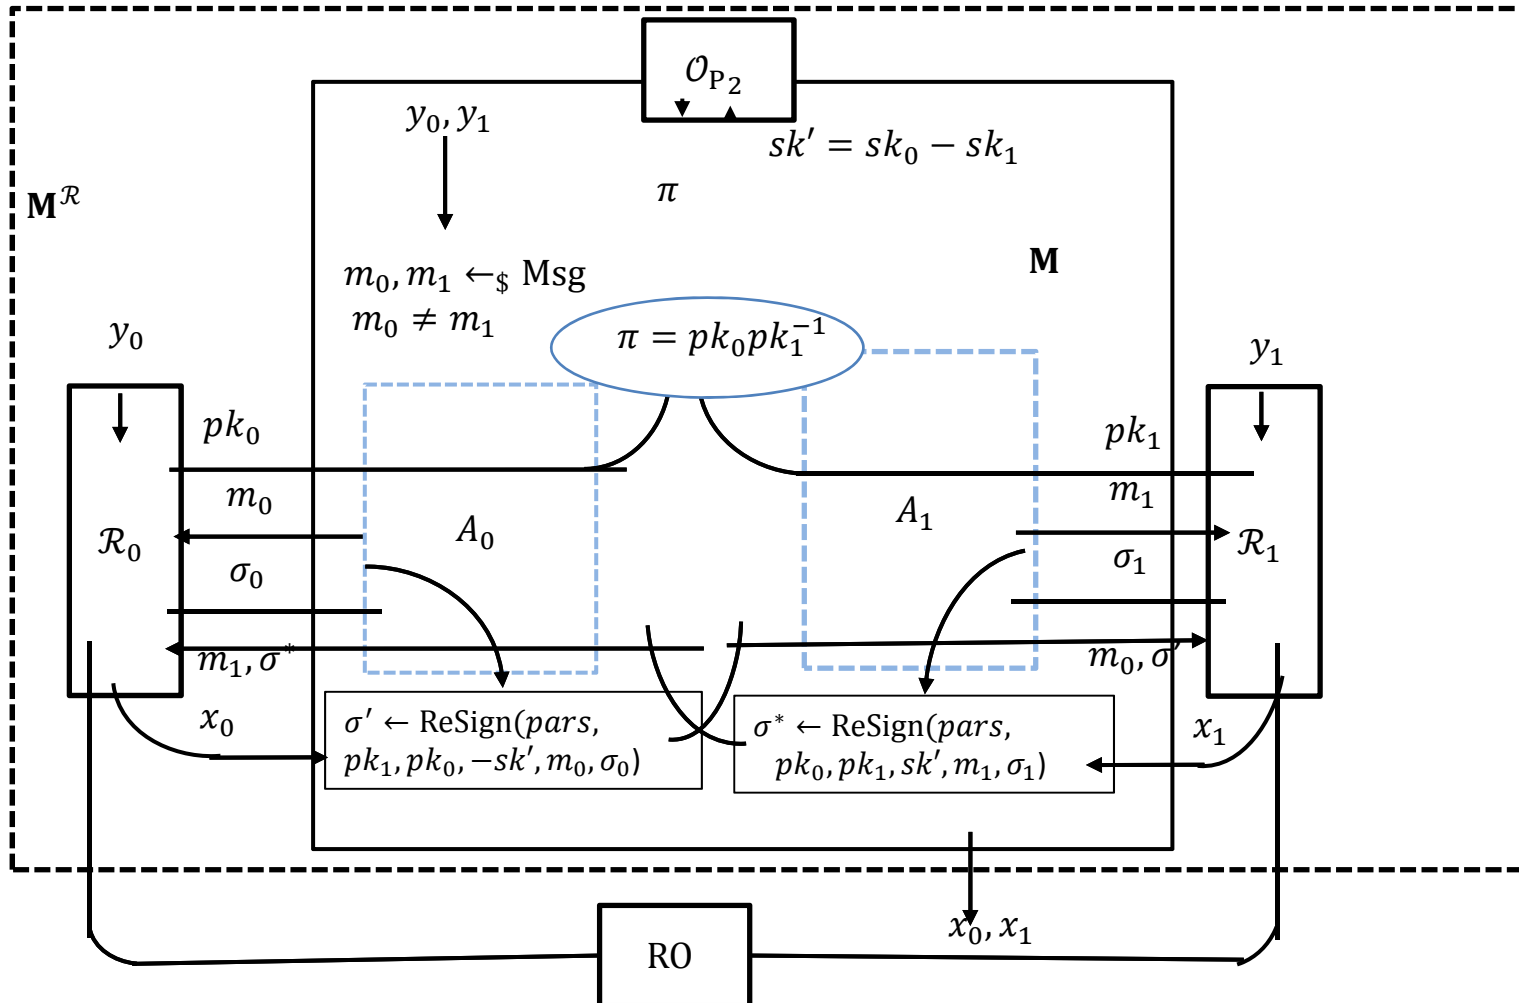 𝒪_P₂
y₀, y₁
sk′ = sk₀ − sk₁
π
𝐌^ℛ
𝐌
m₀, m₁ ←_$ Msg
m₀ ≠ m₁
π = pk₀pk₁⁻¹
y₀
y₁
pk₀
pk₁
m₀
m₁
ℛ₀
A₀
A₁
ℛ₁
σ₀
σ₁
m₁, σ*
m₀, σ′
x₀
σ′ ← ReSign(pars,
pk₁, pk₀, −sk′, m₀, σ₀)
σ* ← ReSign(pars,
pk₀, pk₁, sk′, m₁, σ₁)
x₁
x₀, x₁
RO